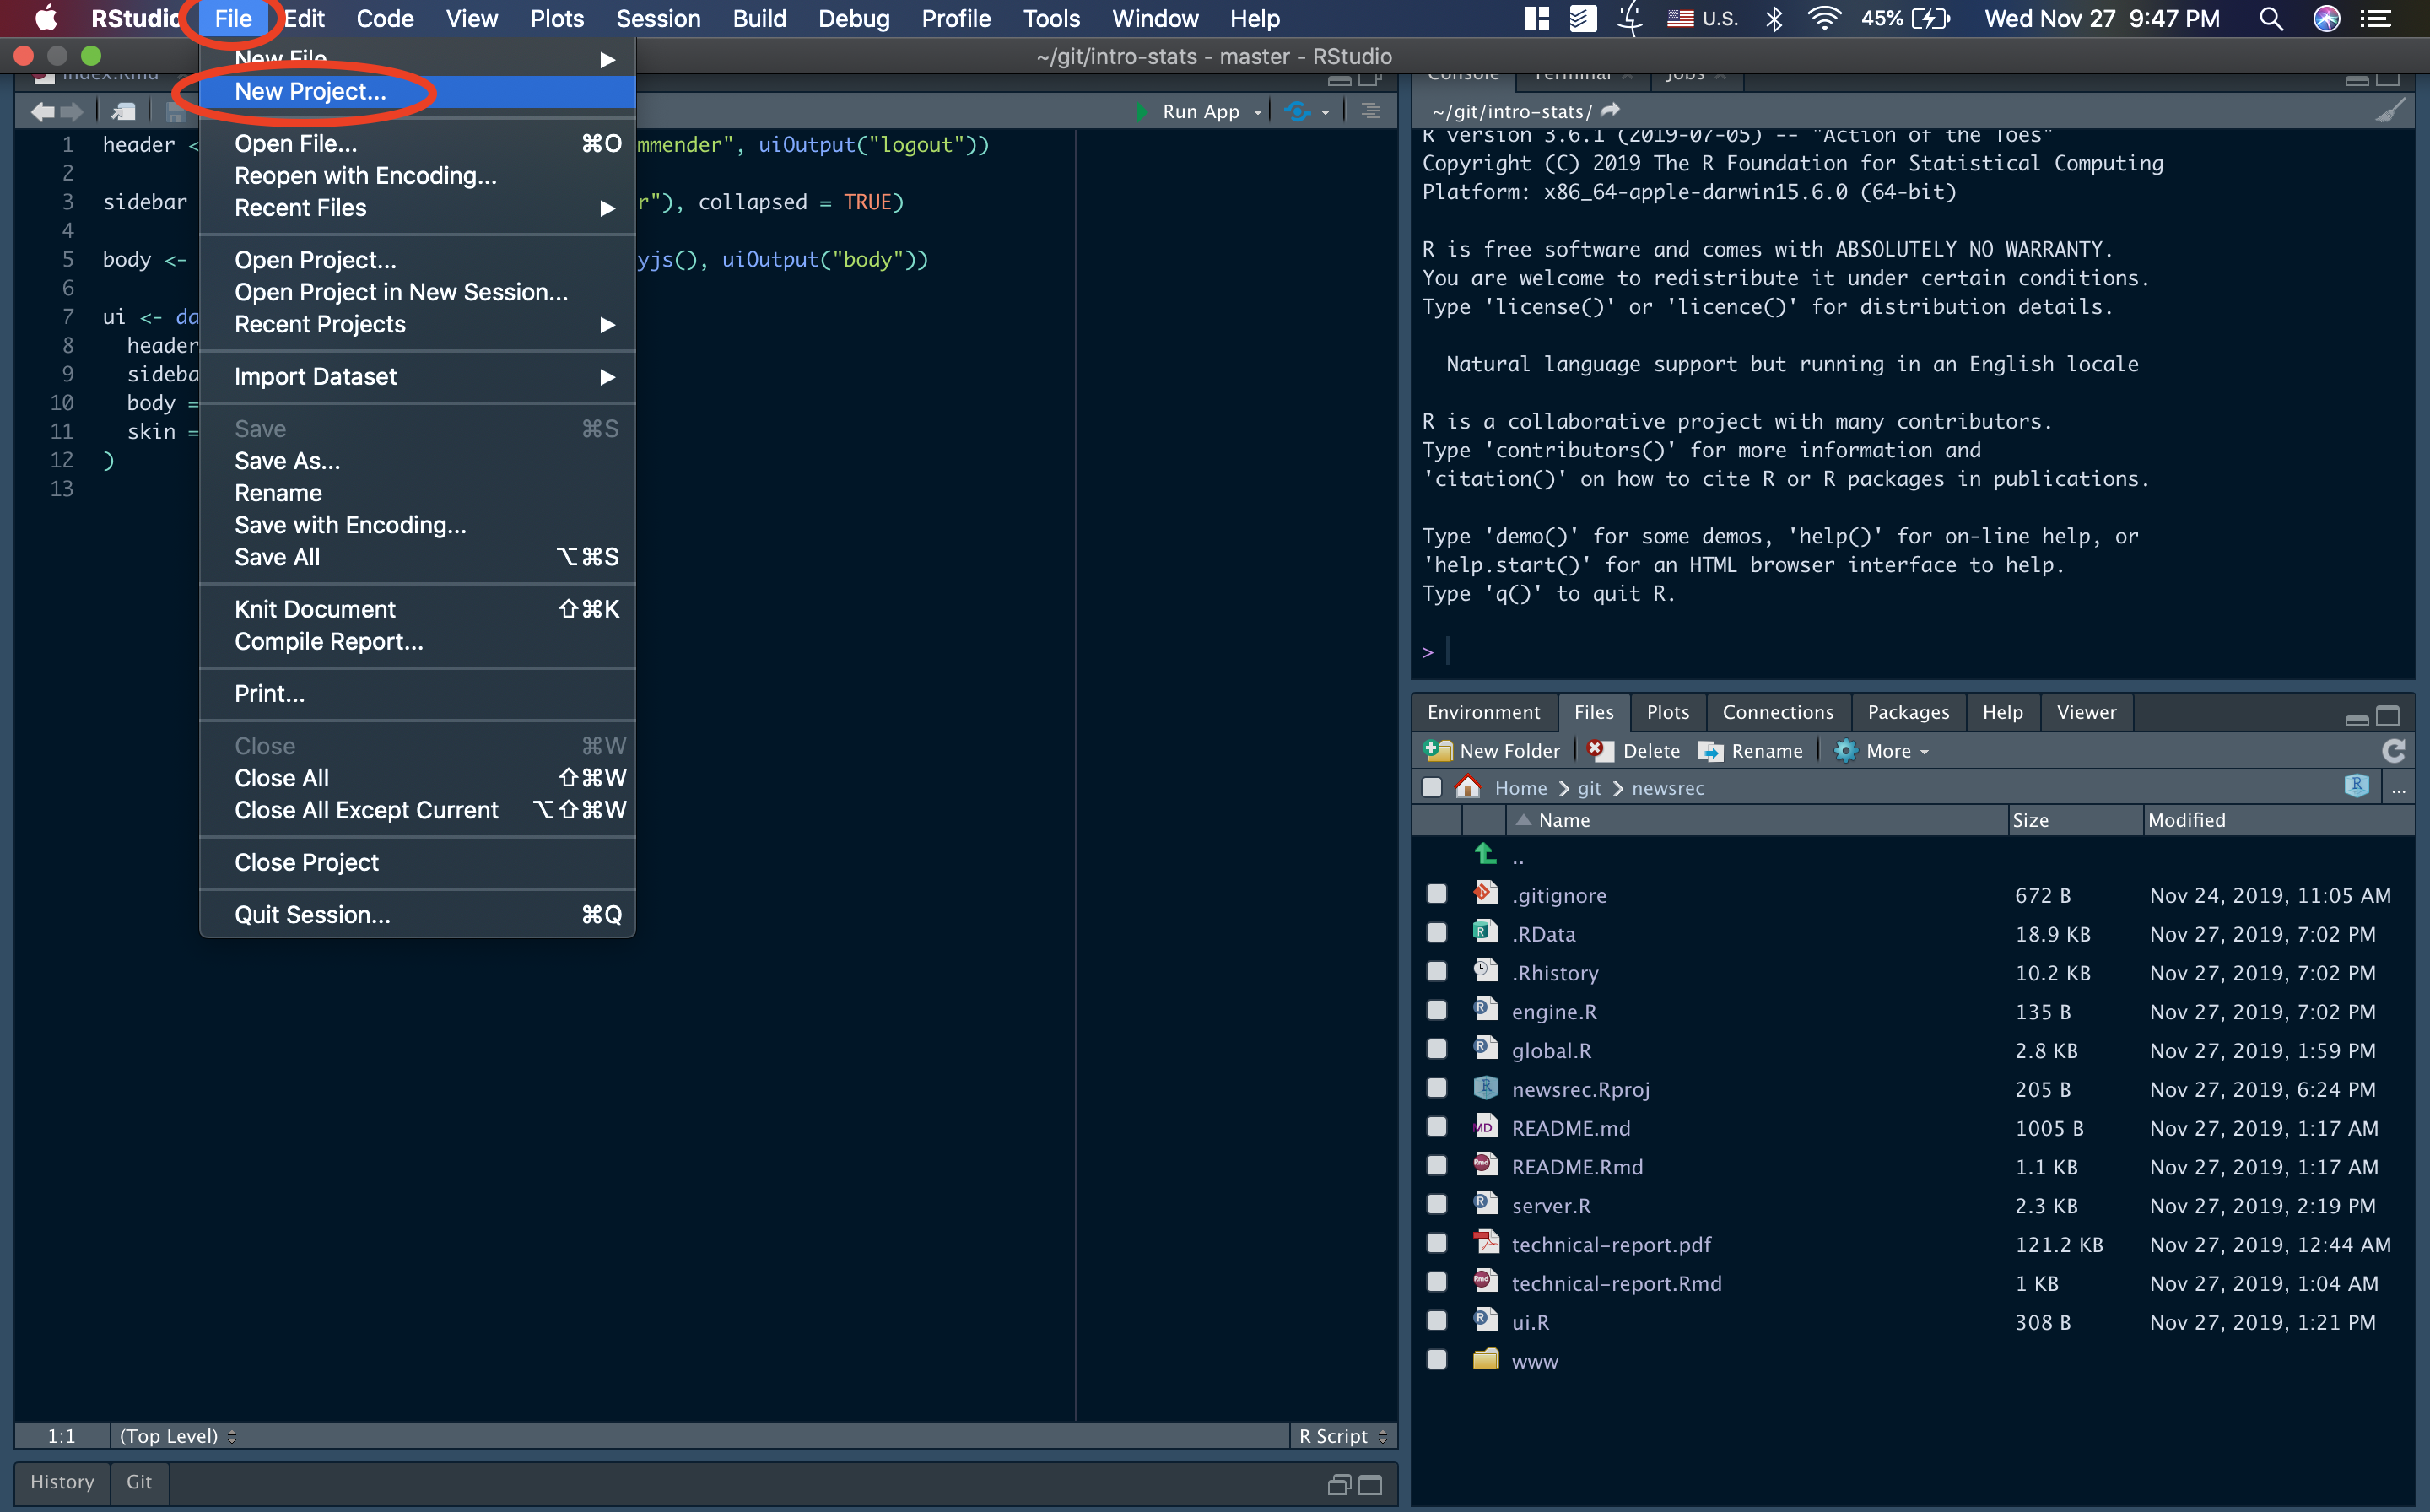 RStudio File Edit Code View Plots Session Build Debug Profile Tools Window Help U.S. 45% Wed Nov 27 9:47 PM
~/git/intro-stats - master - RStudio
index.Rmd
New File
New Project...
Open File... ⌘O
Reopen with Encoding...
Recent Files
Open Project...
Open Project in New Session...
Recent Projects
Import Dataset
Save ⌘S
Save As...
Rename
Save with Encoding...
Save All ⌥⌘S
Knit Document ⇧⌘K
Compile Report...
Print...
Close ⌘W
Close All ⇧⌘W
Close All Except Current ⌥⇧⌘W
Close Project
Quit Session... ⌘Q
Run App
1 header < mmender", uiOutput("logout"))
2
3 sidebar r"), collapsed = TRUE)
4
5 body <- yjs(), uiOutput("body"))
6
7 ui <- da
8 header
9 sideba
10 body =
11 skin =
12 )
13
1:1 (Top Level) R Script
History Git
Console Terminal Jobs
~/git/intro-stats/
R version 3.6.1 (2019-07-05) -- "Action of the Toes"
Copyright (C) 2019 The R Foundation for Statistical Computing
Platform: x86_64-apple-darwin15.6.0 (64-bit)
R is free software and comes with ABSOLUTELY NO WARRANTY.
You are welcome to redistribute it under certain conditions.
Type 'license()' or 'licence()' for distribution details.
Natural language support but running in an English locale
R is a collaborative project with many contributors.
Type 'contributors()' for more information and
'citation()' on how to cite R or R packages in publications.
Type 'demo()' for some demos, 'help()' for on-line help, or
'help.start()' for an HTML browser interface to help.
Type 'q()' to quit R.
>
Environment Files Plots Connections Packages Help Viewer
New Folder Delete Rename More
Home git newsrec ...
Name Size Modified
..
.gitignore 672 B Nov 24, 2019, 11:05 AM
.RData 18.9 KB Nov 27, 2019, 7:02 PM
.Rhistory 10.2 KB Nov 27, 2019, 7:02 PM
engine.R 135 B Nov 27, 2019, 7:02 PM
global.R 2.8 KB Nov 27, 2019, 1:59 PM
newsrec.Rproj 205 B Nov 27, 2019, 6:24 PM
README.md 1005 B Nov 27, 2019, 1:17 AM
README.Rmd 1.1 KB Nov 27, 2019, 1:17 AM
server.R 2.3 KB Nov 27, 2019, 2:19 PM
technical-report.pdf 121.2 KB Nov 27, 2019, 12:44 AM
technical-report.Rmd 1 KB Nov 27, 2019, 1:04 AM
ui.R 308 B Nov 27, 2019, 1:21 PM
www